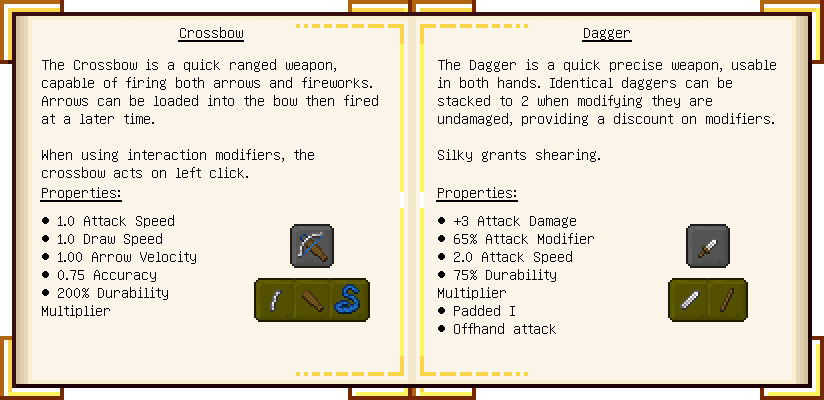 Crossbow
The Crossbow is a quick ranged weapon,
capable of firing both arrows and fireworks.
Arrows can be loaded into the bow then fired
at a later time.
When using interaction modifiers, the
crossbow acts on left click.
Properties:
• 1.0 Attack Speed
• 1.0 Draw Speed
• 1.00 Arrow Velocity
• 0.75 Accuracy
• 200% Durability
Multiplier
Dagger
The Dagger is a quick precise weapon, usable
in both hands. Identical daggers can be
stacked to 2 when modifying they are
undamaged, providing a discount on modifiers.
Silky grants shearing.
Properties:
• +3 Attack Damage
• 65% Attack Modifier
• 2.0 Attack Speed
• 75% Durability
Multiplier
• Padded I
• Offhand attack